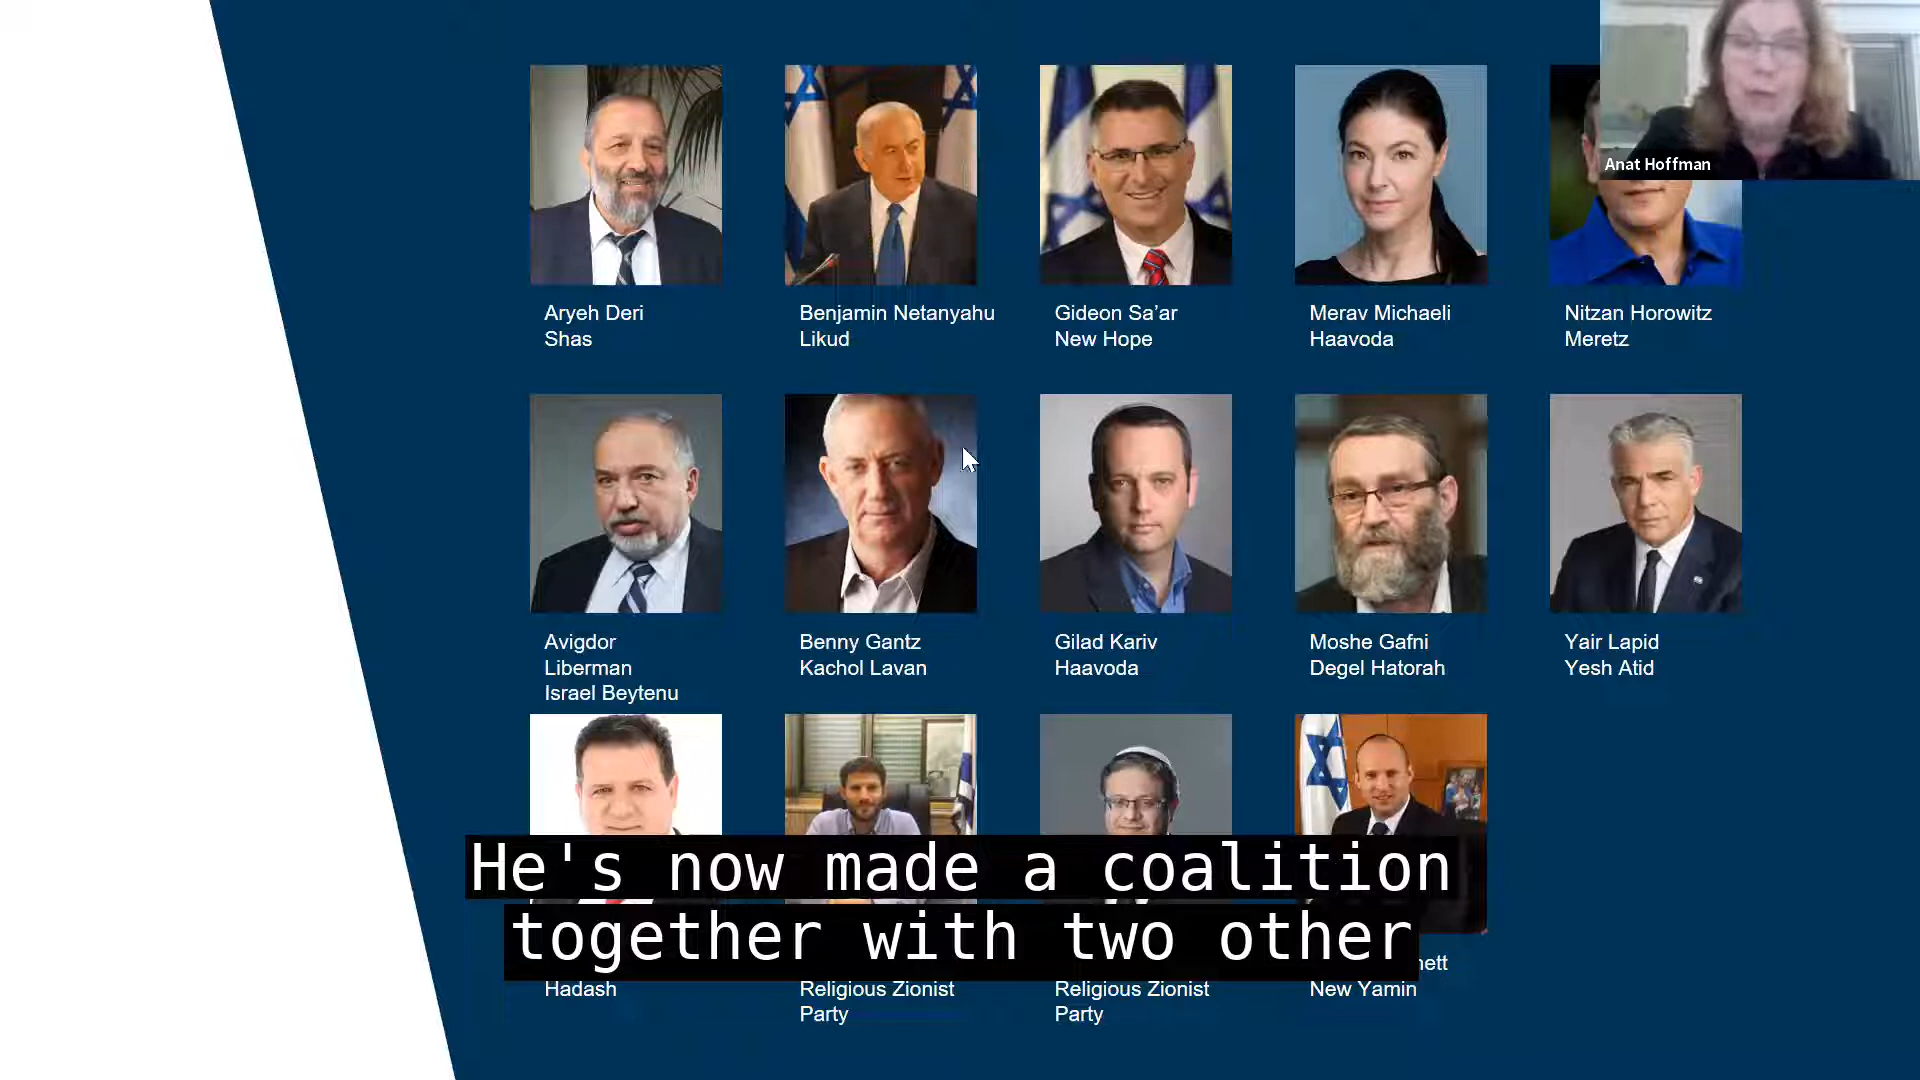 Anat Hoffman
Aryeh Deri
Shas
Benjamin Netanyahu
Likud
Gideon Sa’ar
New Hope
Merav Michaeli
Haavoda
Nitzan Horowitz
Meretz
Avigdor
Liberman
Israel Beytenu
Benny Gantz
Kachol Lavan
Gilad Kariv
Haavoda
Moshe Gafni
Degel Hatorah
Yair Lapid
Yesh Atid
He's now made a coalition
together with two other
Hadash
Religious Zionist
Party
Religious Zionist
Party
New Yamin